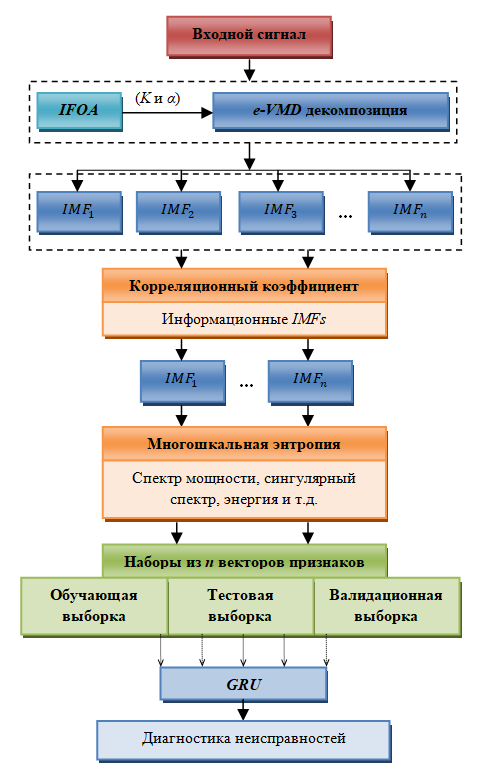 Входной сигнал
IFOA
(K и α)
e-VMD декомпозиция
IMF1
IMF2
IMF3
...
IMFn
Корреляционный коэффициент
Информационные IMFs
IMF1
...
IMFn
Многошкальная энтропия
Спектр мощности, сингулярный
спектр, энергия и т.д.
Наборы из n векторов признаков
Обучающая
выборка
Тестовая
выборка
Валидационная
выборка
GRU
Диагностика неисправностей